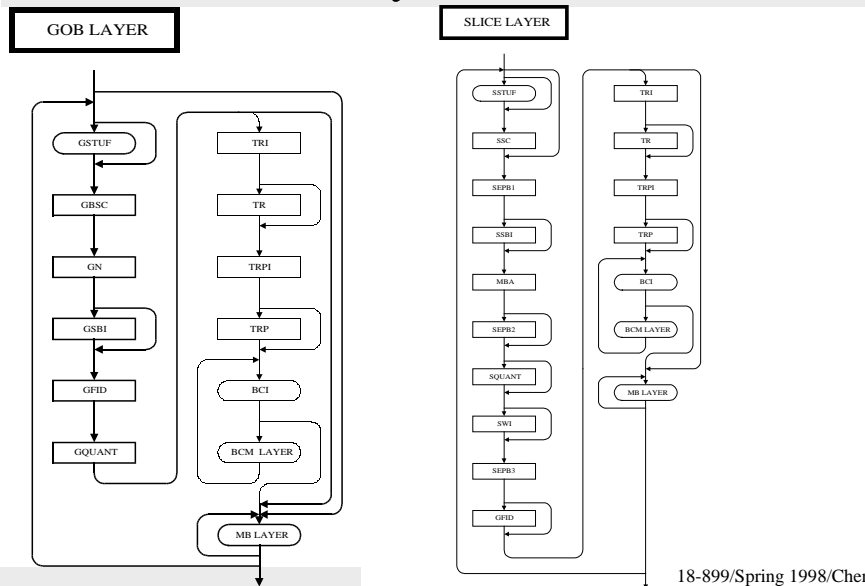 GOB LAYER
GSTUF
GBSC
GN
GSBI
GFID
GQUANT
TRI
TR
TRPI
TRP
BCI
BCM LAYER
MB LAYER
SLICE LAYER
SSTUF
SSC
SEPB1
SSBI
MBA
SEPB2
SQUANT
SWI
SEPB3
GFID
TRI
TR
TRPI
TRP
BCI
BCM LAYER
MB LAYER
18-899/Spring 1998/Chen